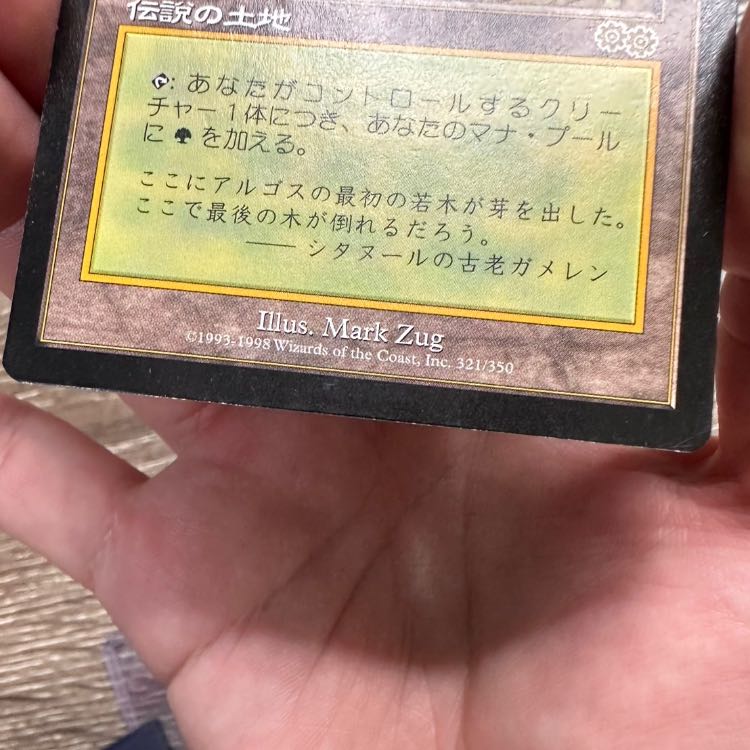 伝説の土地
: あなたがコントロールするクリー
チャー1体につき、あなたのマナ・プール
に を加える。
ここにアルゴスの最初の若木が芽を出した。
ここで最後の木が倒れるだろう。
—— シタヌールの古老ガメレン
Illus. Mark Zug
©1993-1998 Wizards of the Coast, Inc. 321/350